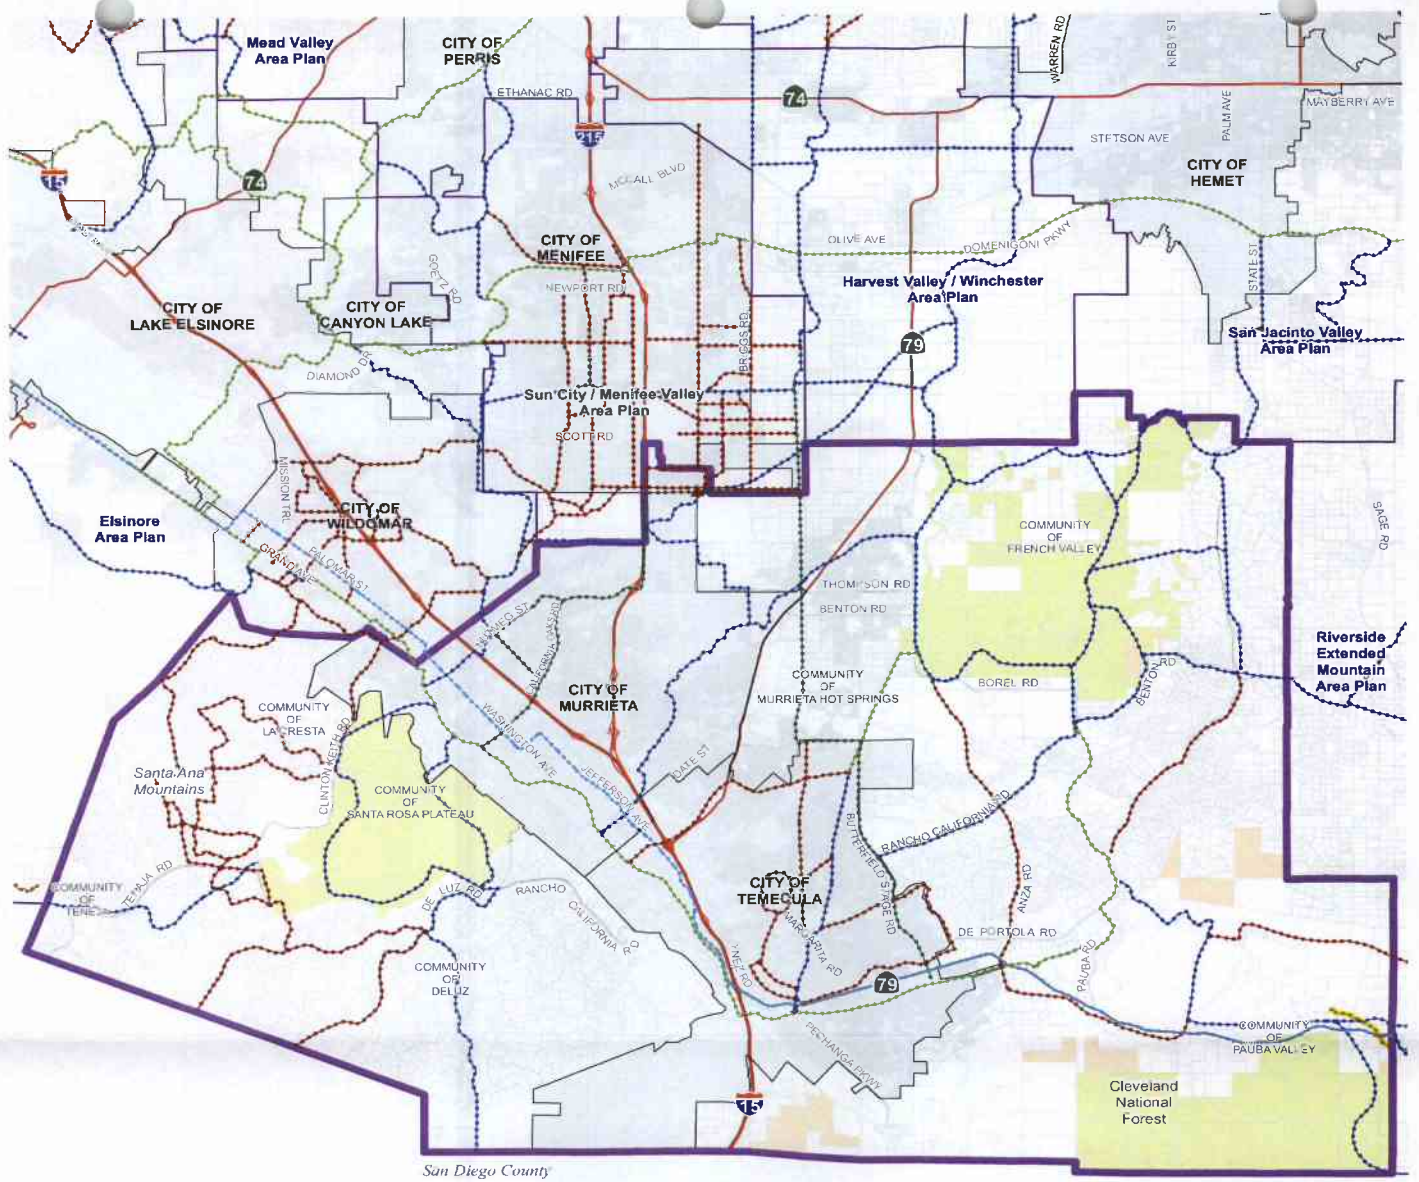 Mead Valley
Area Plan
CITY OF
PERRIS
WARREN RD
KIRBY ST
ETHANAC RD
74
MAYBERRY AVE
PALM AVE
215
STETSON AVE
15
74
MCCALL BLVD
CITY OF
HEMET
CITY OF
MENIFEE
OLIVE AVE
DOMENIGONI PKWY
STATE ST
GOETZ RD
NEWPORT RD
Harvest Valley / Winchester
Area Plan
CITY OF
LAKE ELSINORE
CITY OF
CANYON LAKE
BRIGGS RD
79
San Jacinto Valley
Area Plan
DIAMOND DR
Sun City / Menifee Valley
Area Plan
SCOTT RD
MISSION TRL
CITY OF
WILDOMAR
Elsinore
Area Plan
SAGE RD
COMMUNITY
OF
FRENCH VALLEY
GRAND AVE
PALOMAR ST
THOMPSON RD
BENTON RD
NUTMEG ST
CALIFORNIA OAKS RD
Riverside
Extended
Mountain
Area Plan
CITY OF
MURRIETA
COMMUNITY
OF
MURRIETA HOT SPRINGS
BOREL RD
BENTON RD
COMMUNITY
OF
LA CRESTA
CLINTON KEITH RD
WASHINGTON AVE
JEFFERSON AVE
DATE ST
Santa Ana
Mountains
COMMUNITY
OF
SANTA ROSA PLATEAU
BUTTERFIELD STAGE RD
RANCHO CALIFORNIA RD
COMMUNITY
OF
TENEJA
TENAJA RD
DE LUZ RD
RANCHO
CALIFORNIA RD
CITY OF
TEMECULA
ANZA RD
MARGARITA RD
DE PORTOLA RD
PAUBA RD
COMMUNITY
OF
DELUZ
YNEZ RD
79
PECHANGA PKWY
COMMUNITY
OF
PAUBA VALLEY
Cleveland
National
Forest
15
San Diego County